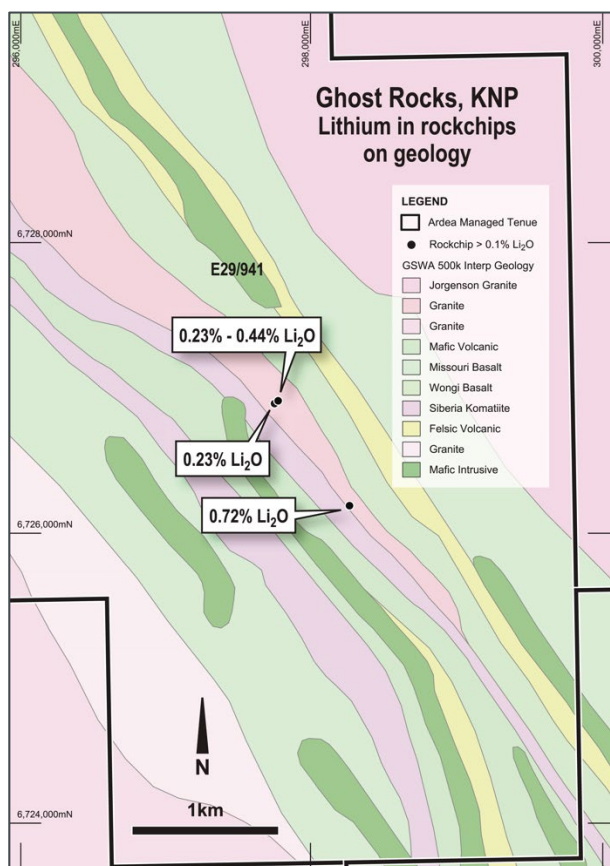 296,000mE
298,000mE
300,000mE
Ghost Rocks, KNP
Lithium in rockchips
on geology
LEGEND
Ardea Managed Tenue
Rockchip > 0.1% Li₂O
GSWA 500k Interp Geology
Jorgenson Granite
Granite
Granite
Mafic Volcanic
Missouri Basalt
Wongi Basalt
Siberia Komatiite
Felsic Volcanic
Granite
Mafic Intrusive
6,728,000mN
E29/941
0.23% - 0.44% Li₂O
0.23% Li₂O
0.72% Li₂O
6,726,000mN
N
1km
6,724,000mN